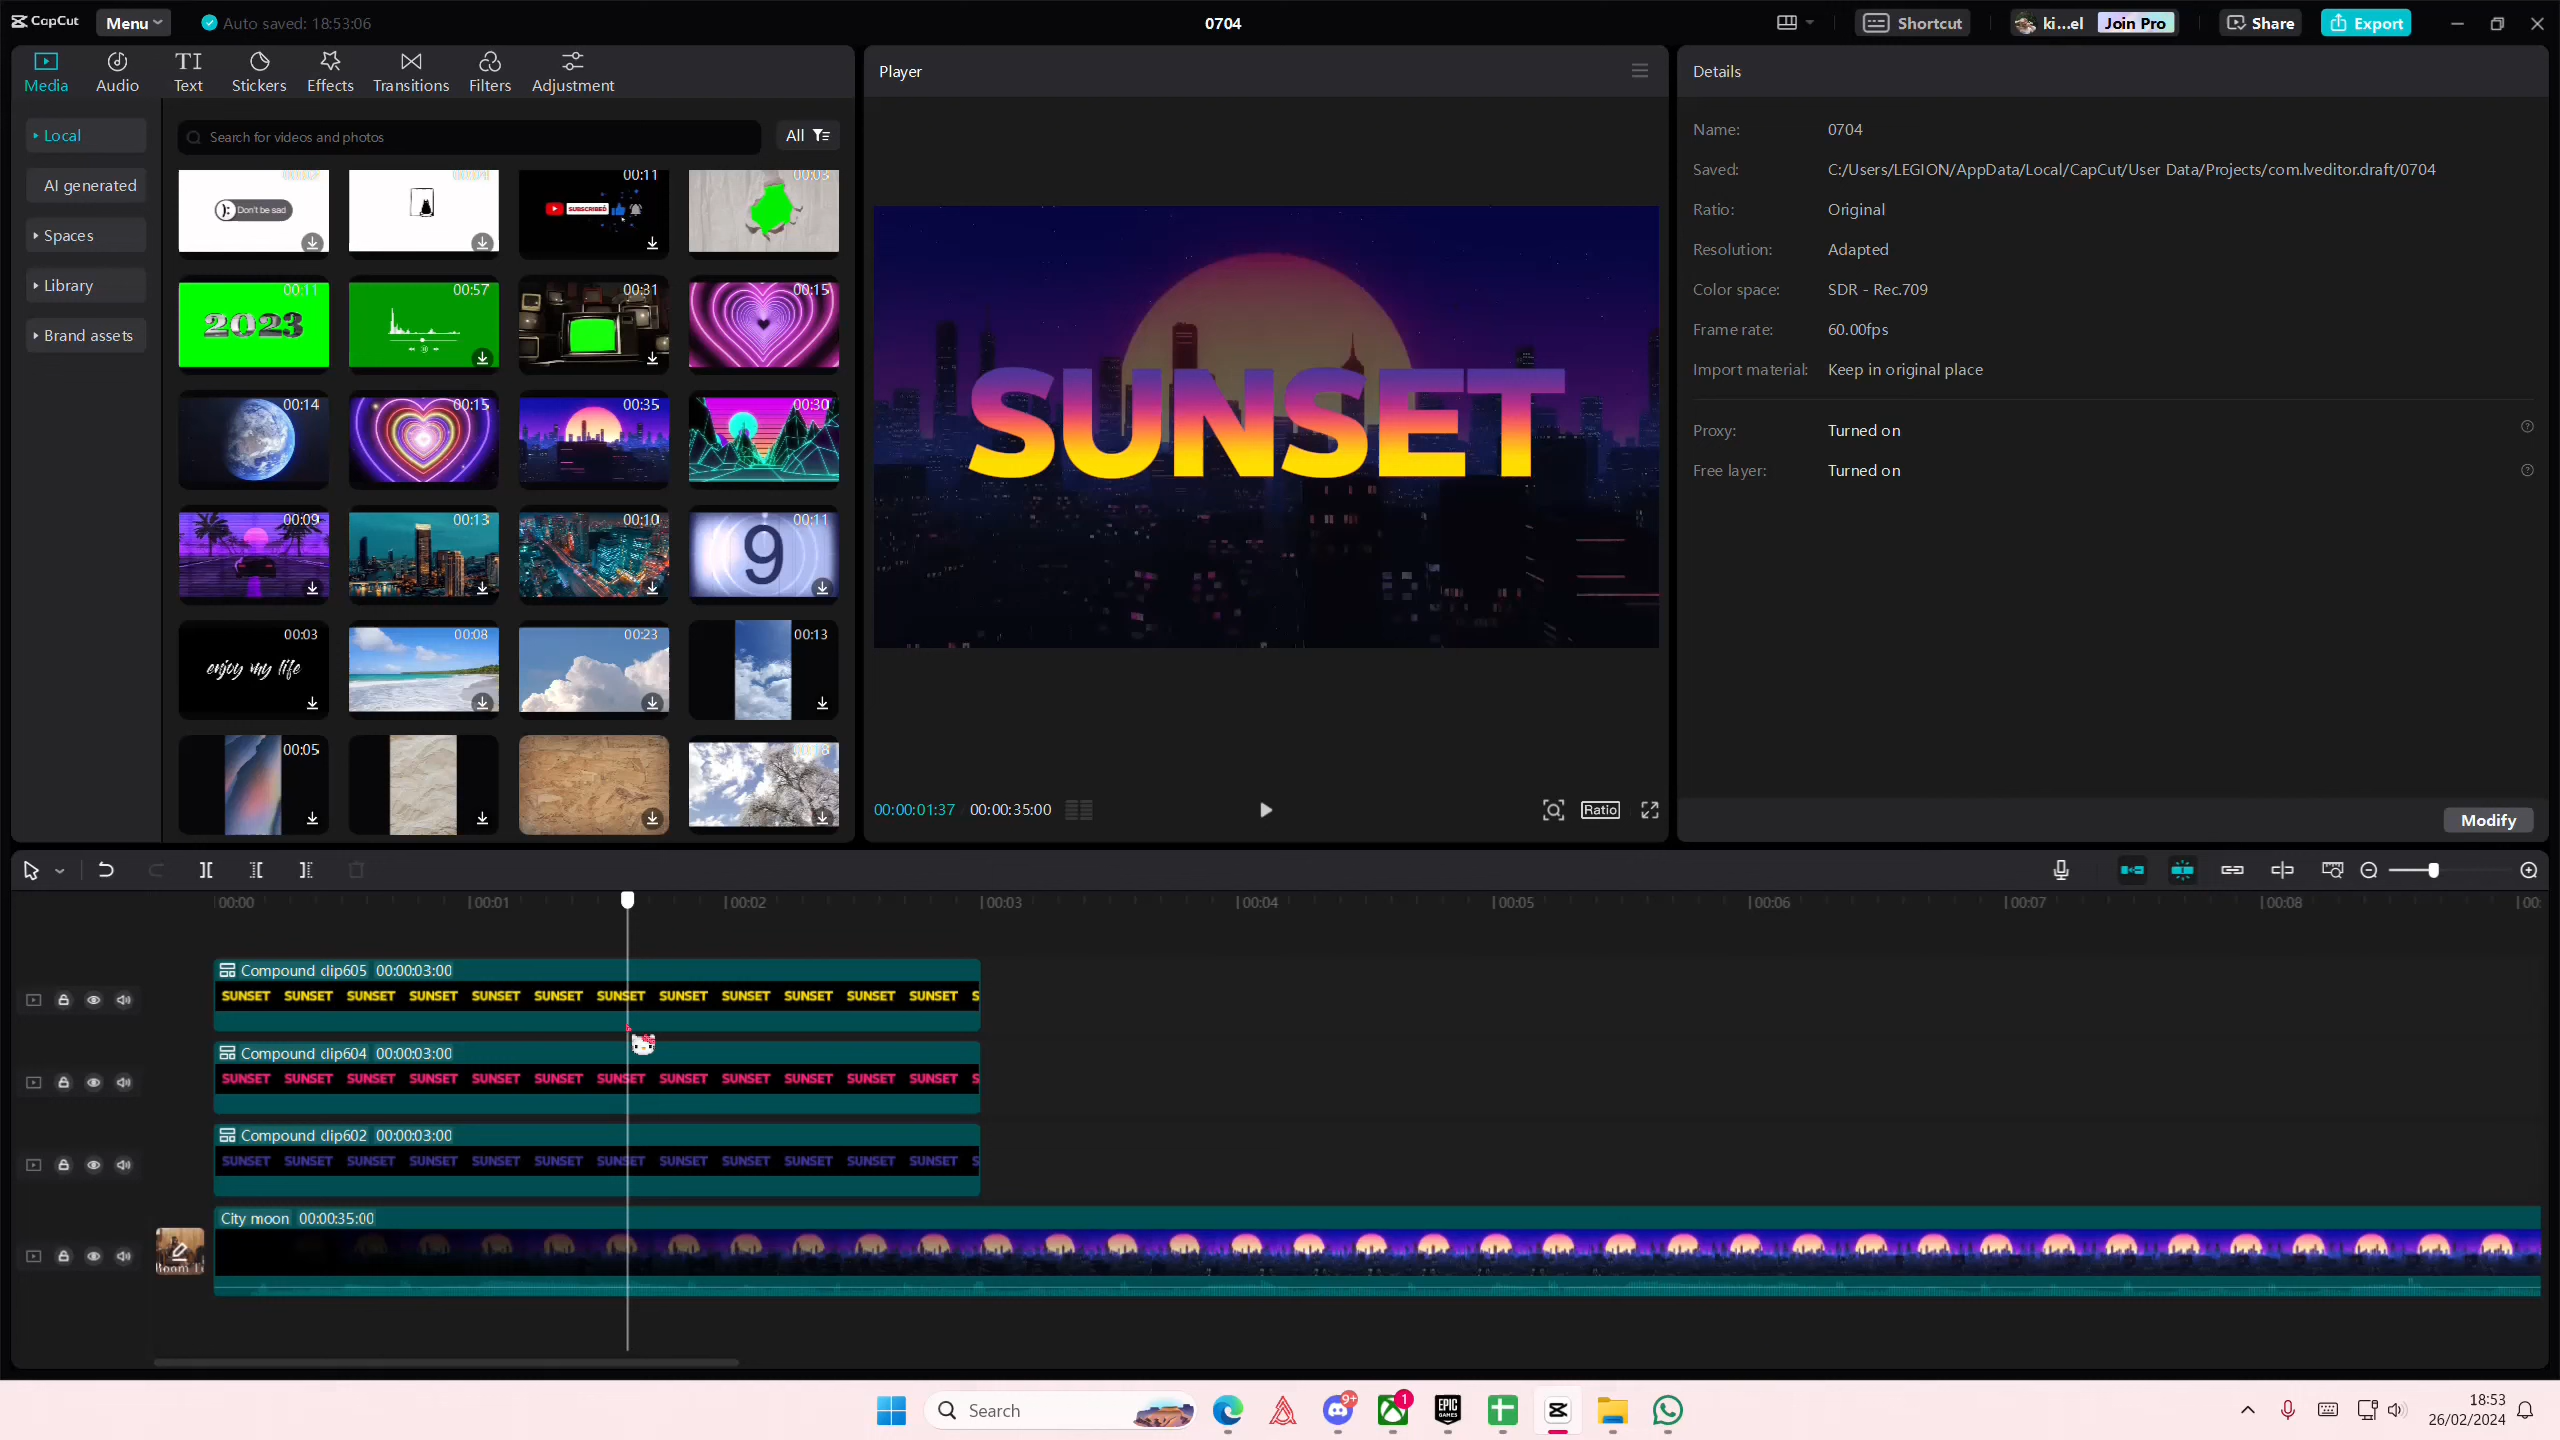 CapCut Menu Auto saved: 18:53:06 0704 Shortcut ki...el Join Pro Share Export
Media Audio Text Stickers Effects Transitions Filters Adjustment
Local
AI generated
Spaces
Library
Brand assets
Search for videos and photos All
Don't be sad
SUBSCRIBED
00:11
00:03
00:11 00:57 00:31 00:15
2023
00:14 00:15 00:35 00:30
00:09 00:13 00:10 00:11
9
00:03 00:08 00:23 00:13
enjoy my life
00:05
Player
SUNSET
00:00:01:37 00:00:35:00 Ratio
Details
Name: 0704
Saved: C:/Users/LEGION/AppData/Local/CapCut/User Data/Projects/com.lveditor.draft/0704
Ratio: Original
Resolution: Adapted
Color space: SDR - Rec.709
Frame rate: 60.00fps
Import material: Keep in original place
Proxy: Turned on
Free layer: Turned on
Modify
00:00 00:01 00:02 00:03 00:04 00:05 00:06 00:07 00:08 00:
Compound clip605 00:00:03:00
SUNSET SUNSET SUNSET SUNSET SUNSET SUNSET SUNSET SUNSET SUNSET SUNSET SUNSET SUNSET S
Compound clip604 00:00:03:00
SUNSET SUNSET SUNSET SUNSET SUNSET SUNSET SUNSET SUNSET SUNSET SUNSET SUNSET SUNSET S
Compound clip602 00:00:03:00
SUNSET SUNSET SUNSET SUNSET SUNSET SUNSET SUNSET SUNSET SUNSET SUNSET SUNSET SUNSET S
City moon 00:00:35:00
Search
9+
1
EPIC GAMES
18:53
26/02/2024